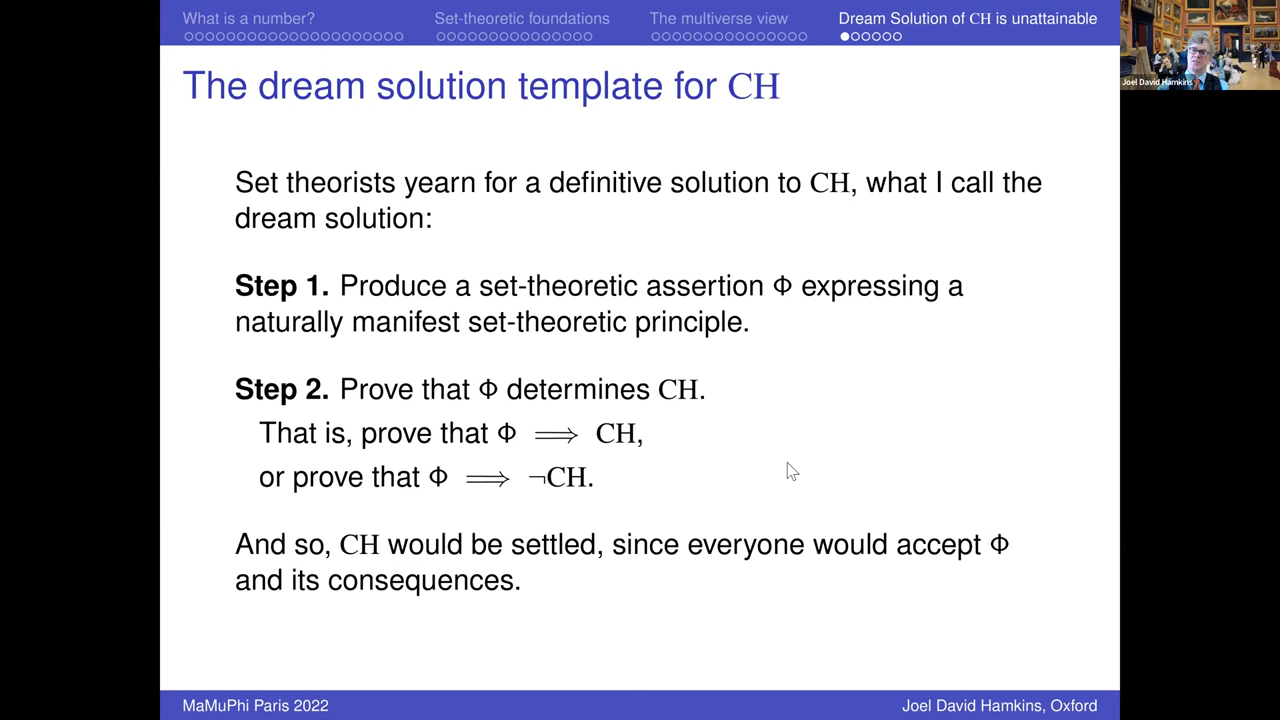 What is a number?
Set-theoretic foundations
The multiverse view
Dream Solution of CH is unattainable
Joel David Hamkins
The dream solution template for CH
Set theorists yearn for a definitive solution to CH, what I call the
dream solution:
Step 1. Produce a set-theoretic assertion Φ expressing a
naturally manifest set-theoretic principle.
Step 2. Prove that Φ determines CH.
That is, prove that Φ ⟹ CH,
or prove that Φ ⟹ ¬CH.
And so, CH would be settled, since everyone would accept Φ
and its consequences.
MaMuPhi Paris 2022
Joel David Hamkins, Oxford